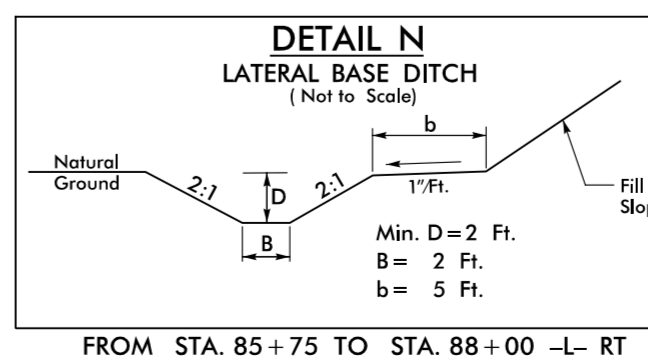 DETAIL N
LATERAL BASE DITCH
( Not to Scale)
b
Natural
Ground
2:1
D
2:1
1"/Ft.
B
Fill
Min. D = 2 Ft.
B = 2 Ft.
b = 5 Ft.
FROM STA. 85+75 TO STA. 88+00 -L- RT